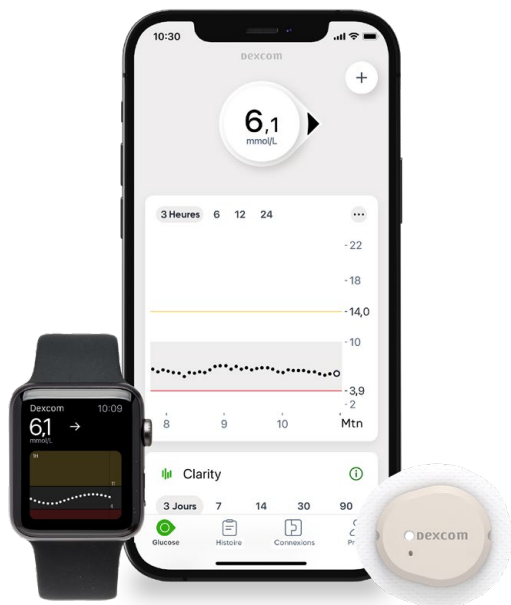 10:30
Dexcom
+
6,1
mmol/L
3 Heures 6 12 24
22
18
14,0
10
3,9
2
8 9 10 Mtn
Clarity
3 Jours 7 14 30 90
Glucose Histoire Connexions
Dexcom 10:09
6,1
mmol/L
DEXCOM